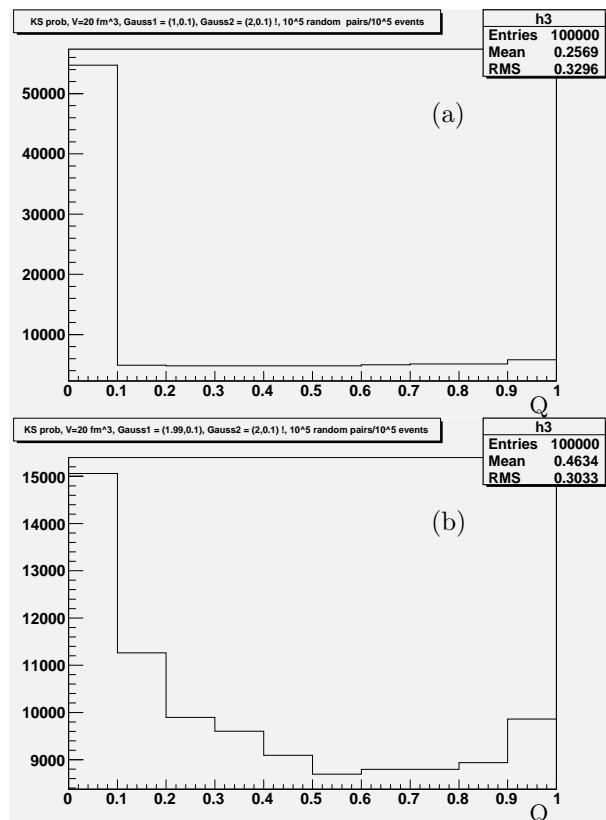 KS prob, V=20 fm^3, Gauss1 = (1,0.1), Gauss2 = (2,0.1) !, 10^5 random pairs/10^5 events
h3
Entries 100000
Mean 0.2569
RMS 0.3296
(a)
50000
40000
30000
20000
10000
0 0.1 0.2 0.3 0.4 0.5 0.6 0.7 0.8 0.9 1
Q
KS prob, V=20 fm^3, Gauss1 = (1.99,0.1), Gauss2 = (2,0.1) !, 10^5 random pairs/10^5 events
h3
Entries 100000
Mean 0.4634
RMS 0.3033
(b)
15000
14000
13000
12000
11000
10000
9000
0 0.1 0.2 0.3 0.4 0.5 0.6 0.7 0.8 0.9 1
Q